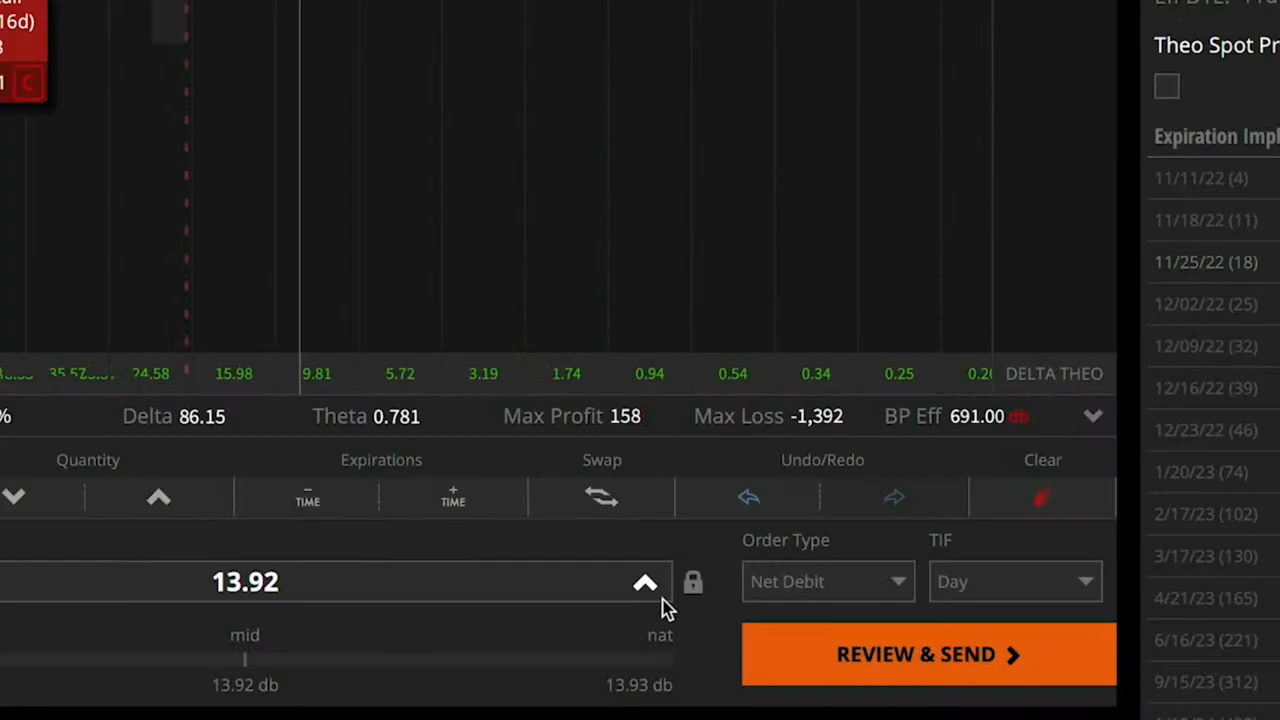 16d)
1 C
Theo Spot Pr
Expiration Impl
11/11/22 (4)
11/18/22 (11)
11/25/22 (18)
12/02/22 (25)
12/09/22 (32)
12/16/22 (39)
12/23/22 (46)
1/20/23 (74)
2/17/23 (102)
3/17/23 (130)
4/21/23 (165)
6/16/23 (221)
9/15/23 (312)
24.58 15.98 9.81 5.72 3.19 1.74 0.94 0.54 0.34 0.25 DELTA THEO
% Delta 86.15 Theta 0.781 Max Profit 158 Max Loss -1,392 BP Eff 691.00 db
Quantity Expirations Swap Undo/Redo Clear
− TIME + TIME
Order Type TIF
13.92 Net Debit Day
mid nat
REVIEW & SEND
13.92 db 13.93 db